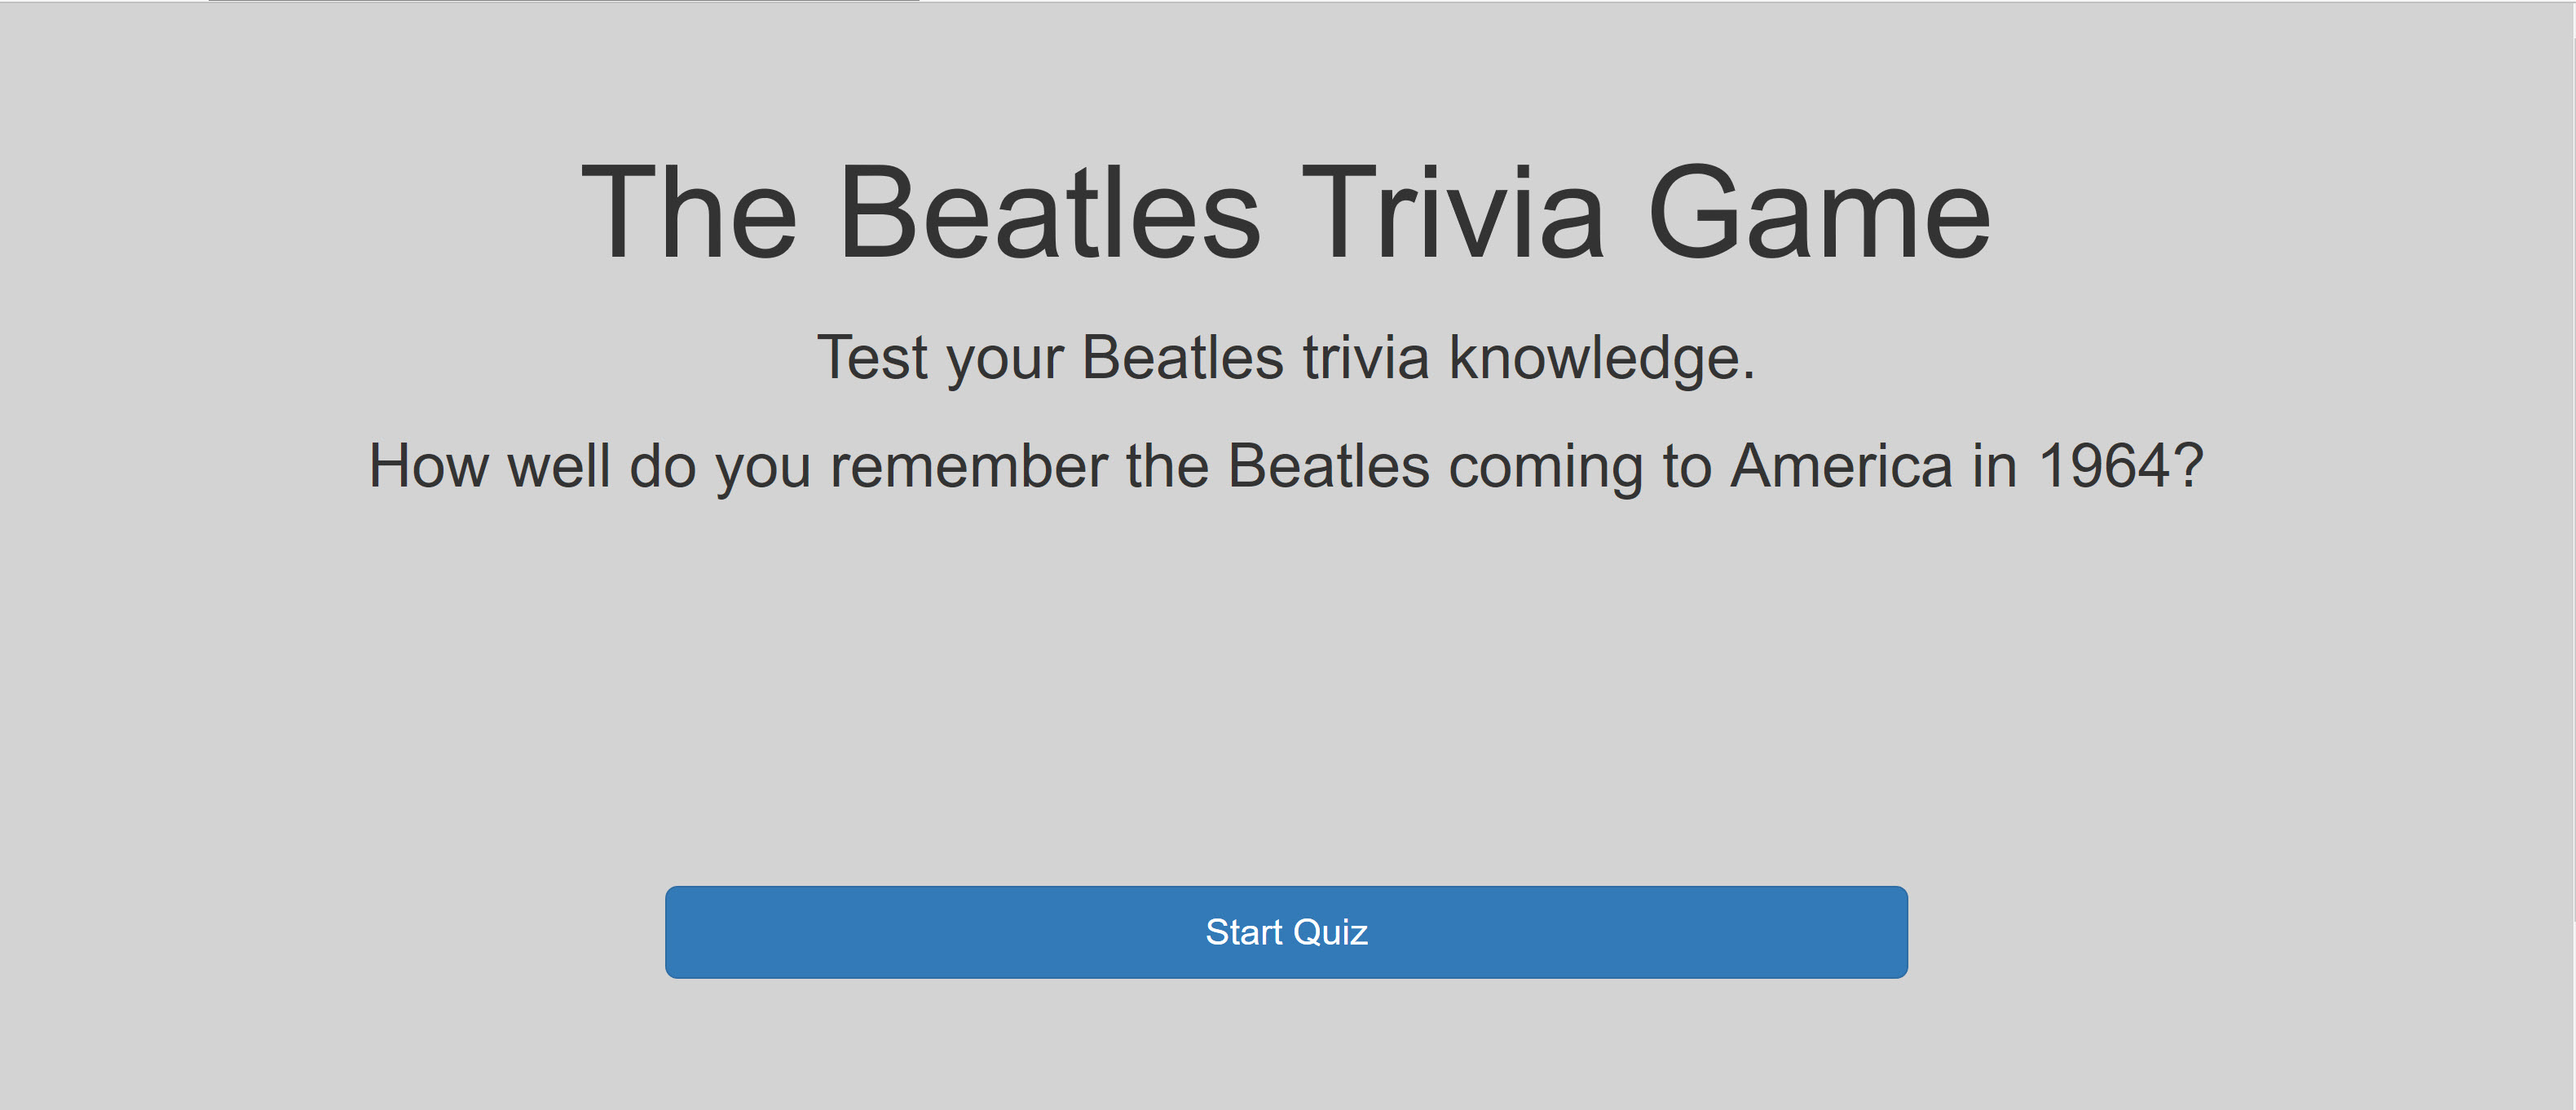 The Beatles Trivia Game
Test your Beatles trivia knowledge.
How well do you remember the Beatles coming to America in 1964?
Start Quiz